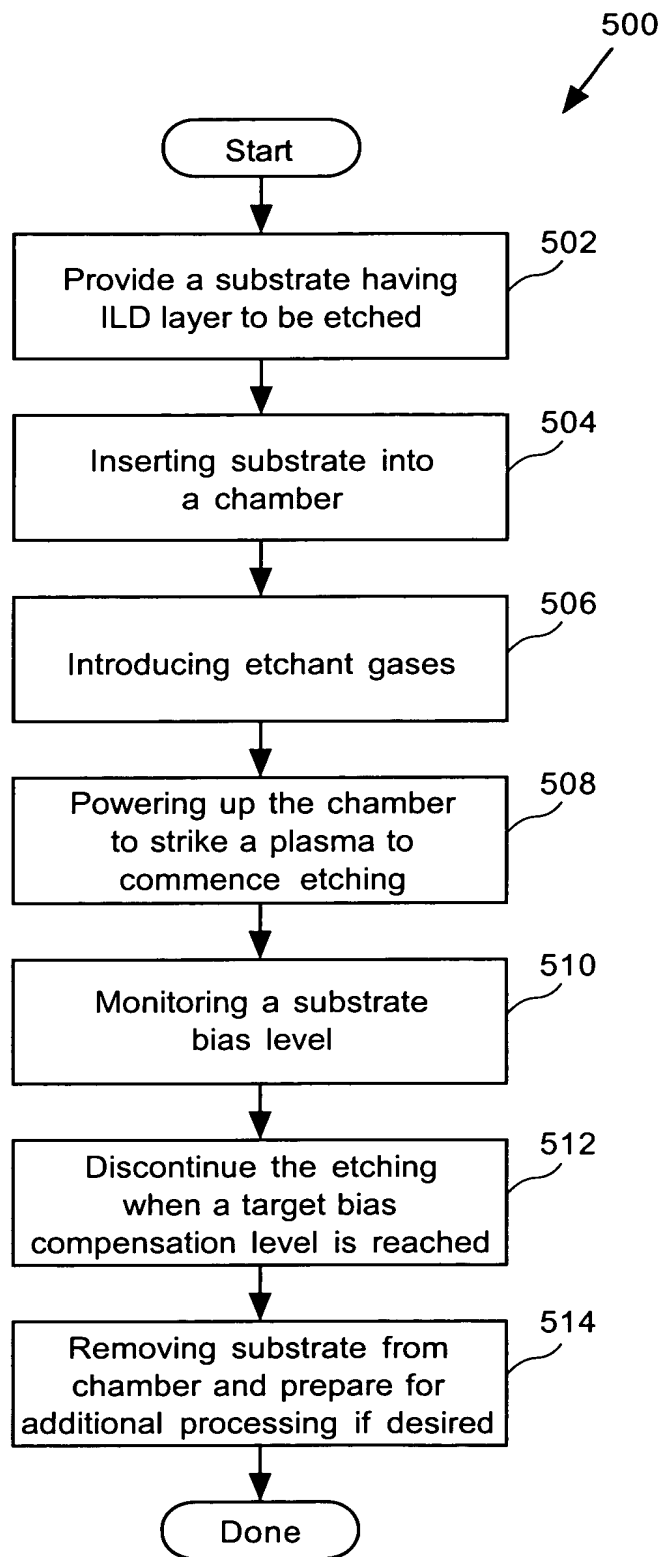 500
Start
502
Provide a substrate having
ILD layer to be etched
504
Inserting substrate into
a chamber
506
Introducing etchant gases
508
Powering up the chamber
to strike a plasma to
commence etching
510
Monitoring a substrate
bias level
512
Discontinue the etching
when a target bias
compensation level is reached
514
Removing substrate from
chamber and prepare for
additional processing if desired
Done